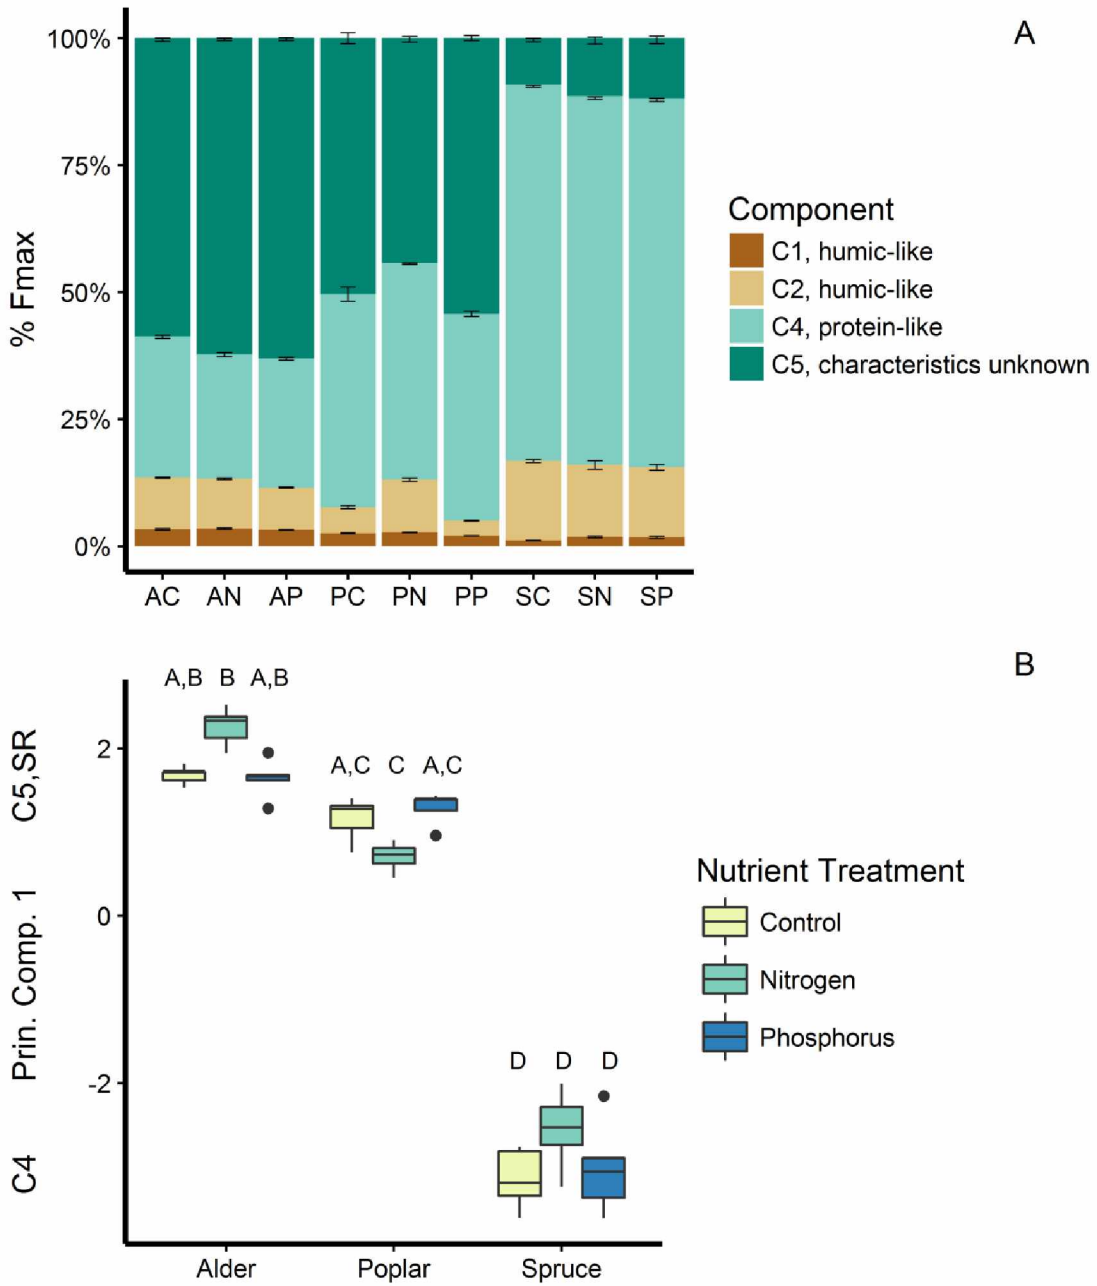 A
100%
75%
50%
25%
0%
% Fmax
AC AN AP PC PN PP SC SN SP
Component
C1, humic-like
C2, humic-like
C4, protein-like
C5, characteristics unknown
B
A,B B A,B
A,C C A,C
D D D
2
0
-2
C5,SR
Prin. Comp. 1
C4
Alder Poplar Spruce
Nutrient Treatment
Control
Nitrogen
Phosphorus